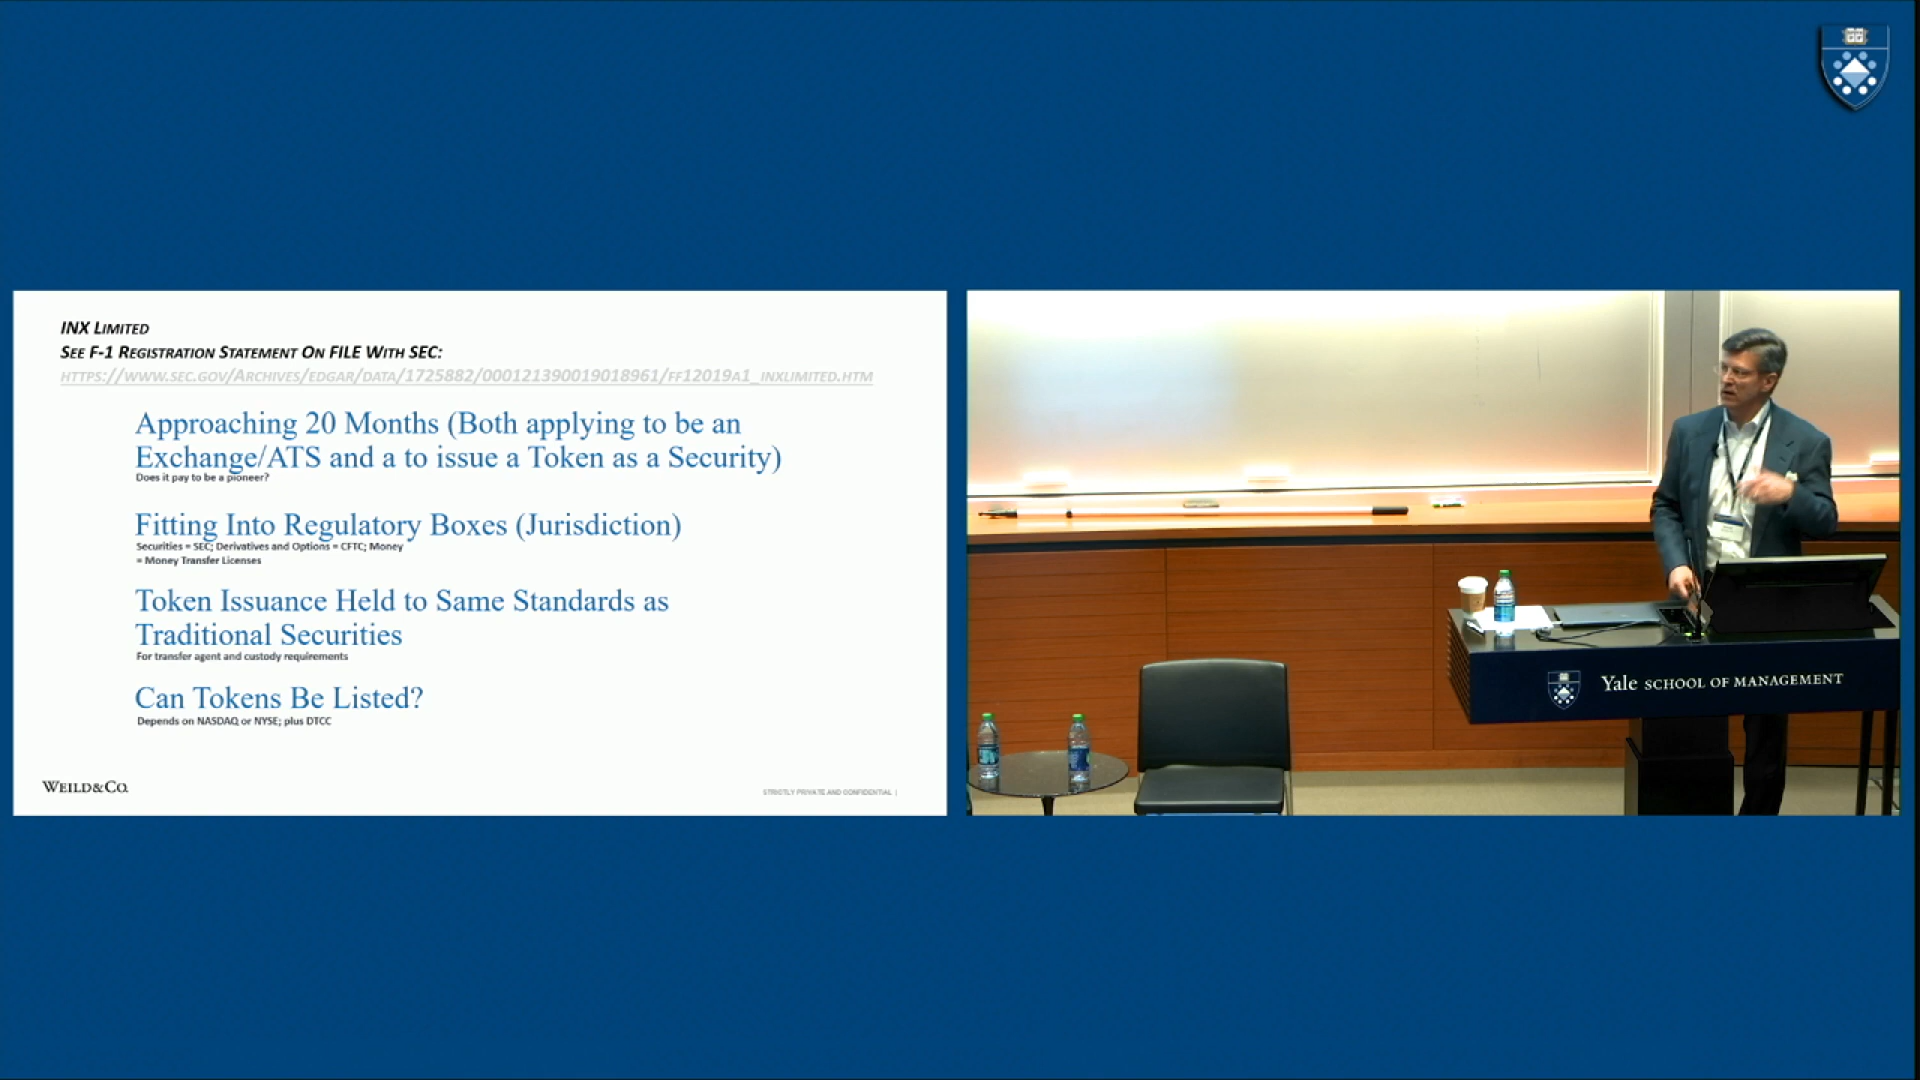 INX LIMITED
SEE F-1 REGISTRATION STATEMENT ON FILE WITH SEC:
HTTPS://WWW.SEC.GOV/ARCHIVES/EDGAR/DATA/1725882/000121390019018961/FF12019A1_INXLIMITED.HTM
Approaching 20 Months (Both applying to be an
Exchange/ATS and a to issue a Token as a Security)
Does it pay to be a pioneer?
Fitting Into Regulatory Boxes (Jurisdiction)
Securities = SEC; Derivatives and Options = CFTC; Money
= Money Transfer Licenses
Token Issuance Held to Same Standards as
Traditional Securities
For transfer agent and custody requirements
Can Tokens Be Listed?
Depends on NASDAQ or NYSE; plus DTCC
WEILD&CO.
STRICTLY PRIVATE AND CONFIDENTIAL |
Yale SCHOOL OF MANAGEMENT